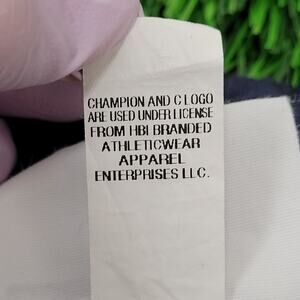 CHAMPION AND C LOGO
ARE USED UNDER LICENSE
FROM HBI BRANDED
ATHLETICWEAR
APPAREL
ENTERPRISES LLC.